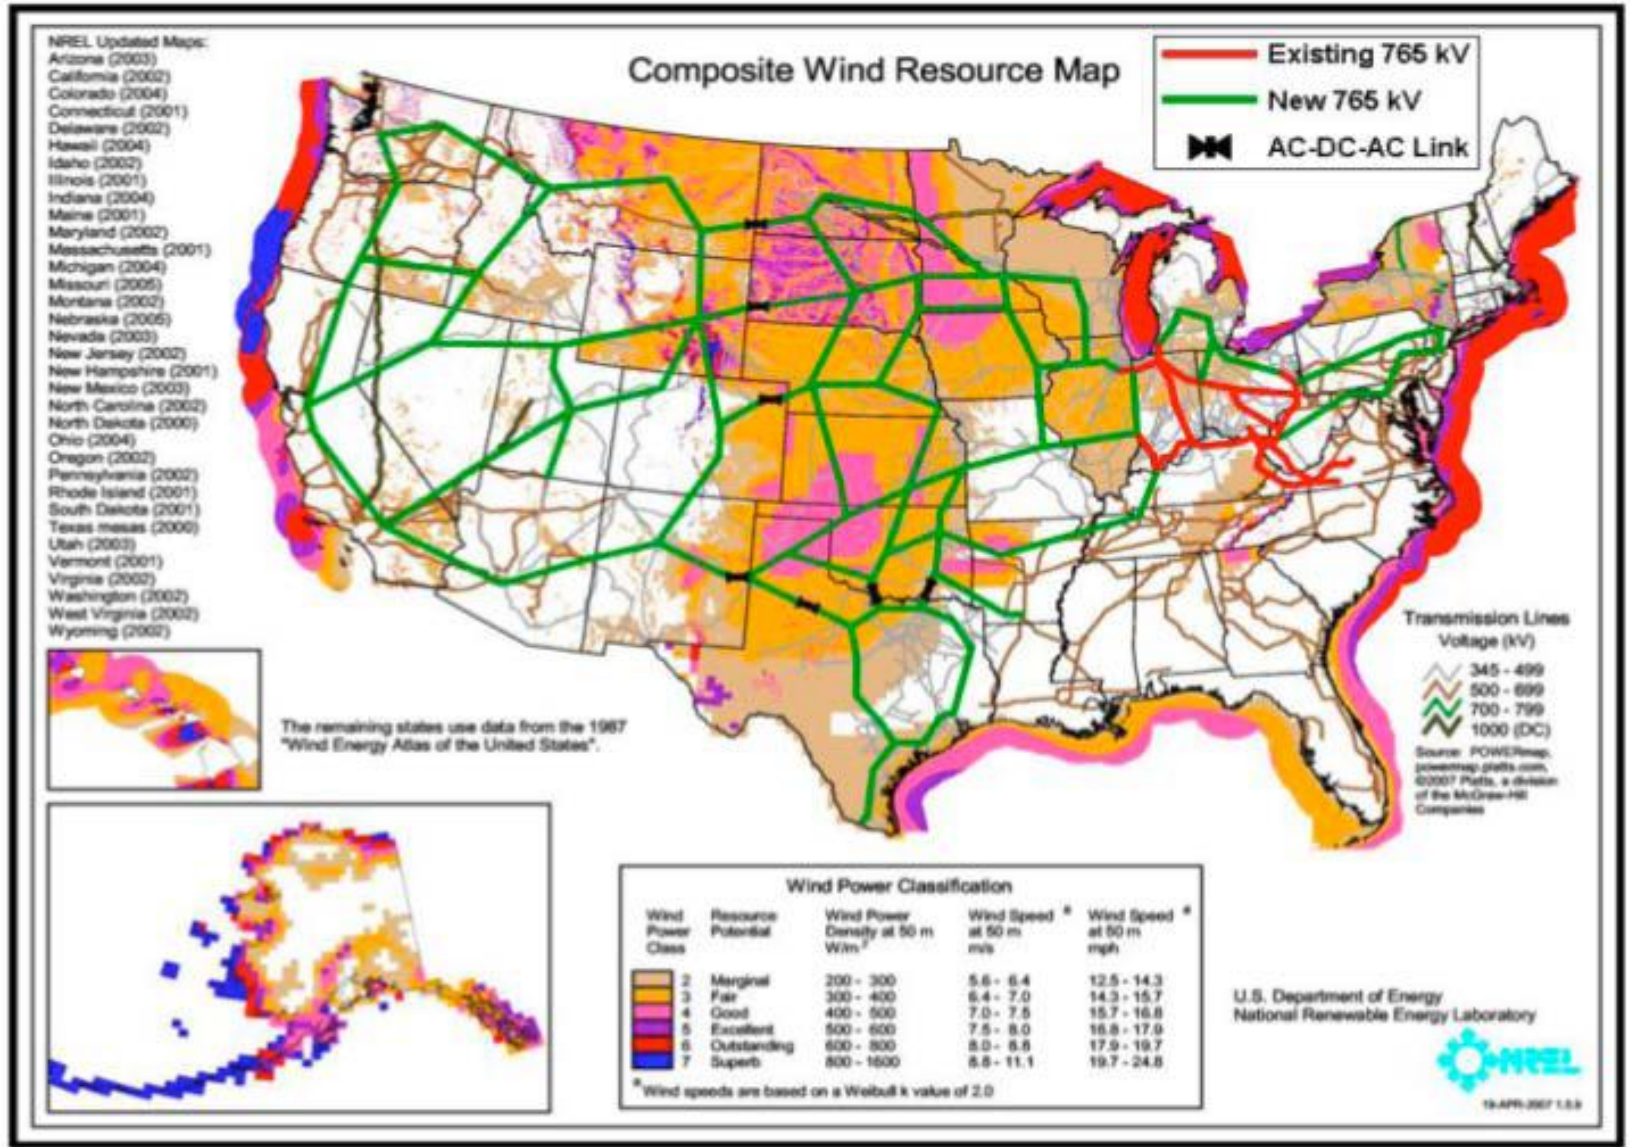 NREL Updated Maps:
Arizona (2003)
California (2002)
Colorado (2004)
Connecticut (2001)
Delaware (2002)
Hawaii (2004)
Idaho (2002)
Illinois (2001)
Indiana (2004)
Maine (2001)
Maryland (2002)
Massachusetts (2001)
Michigan (2004)
Missouri (2005)
Montana (2002)
Nebraska (2005)
Nevada (2003)
New Jersey (2002)
New Hampshire (2001)
New Mexico (2003)
North Carolina (2002)
North Dakota (2000)
Ohio (2004)
Oregon (2002)
Pennsylvania (2002)
Rhode Island (2001)
South Dakota (2001)
Texas mesas (2000)
Utah (2003)
Vermont (2001)
Virginia (2002)
Washington (2002)
West Virginia (2002)
Wyoming (2002)
Composite Wind Resource Map
Existing 765 kV
New 765 kV
AC-DC-AC Link
Transmission Lines
Voltage (kV)
345 - 499
500 - 699
700 - 799
1000 (DC)
Source: POWERmap,
powermap.platts.com,
©2007 Platts, a division
of the McGraw-Hill
Companies
The remaining states use data from the 1987
"Wind Energy Atlas of the United States".
Wind Power Classification
Wind Power Class Resource Potential Wind Power Density at 50 m W/m² Wind Speed # at 50 m m/s Wind Speed # at 50 m mph
2 Marginal 200 - 300 5.6 - 6.4 12.5 - 14.3
3 Fair 300 - 400 6.4 - 7.0 14.3 - 15.7
4 Good 400 - 500 7.0 - 7.5 15.7 - 16.8
5 Excellent 500 - 600 7.5 - 8.0 16.8 - 17.9
6 Outstanding 600 - 800 8.0 - 8.8 17.9 - 19.7
7 Superb 800 - 1600 8.8 - 11.1 19.7 - 24.8
# Wind speeds are based on a Weibull k value of 2.0
U.S. Department of Energy
National Renewable Energy Laboratory
NREL
19-APR-2007